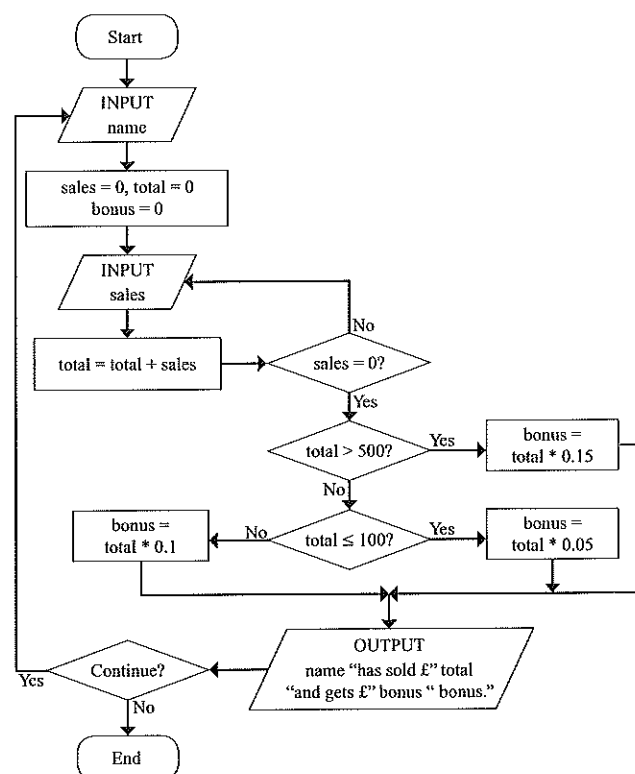 Start
INPUT
name
sales = 0, total = 0
bonus = 0
INPUT
sales
No
total = total + sales
sales = 0?
Yes
total > 500?
Yes
bonus =
total * 0.15
No
bonus =
total * 0.1
No
total ≤ 100?
Yes
bonus =
total * 0.05
OUTPUT
name “has sold £” total
“and gets £” bonus “ bonus.”
Continue?
Yes
No
End